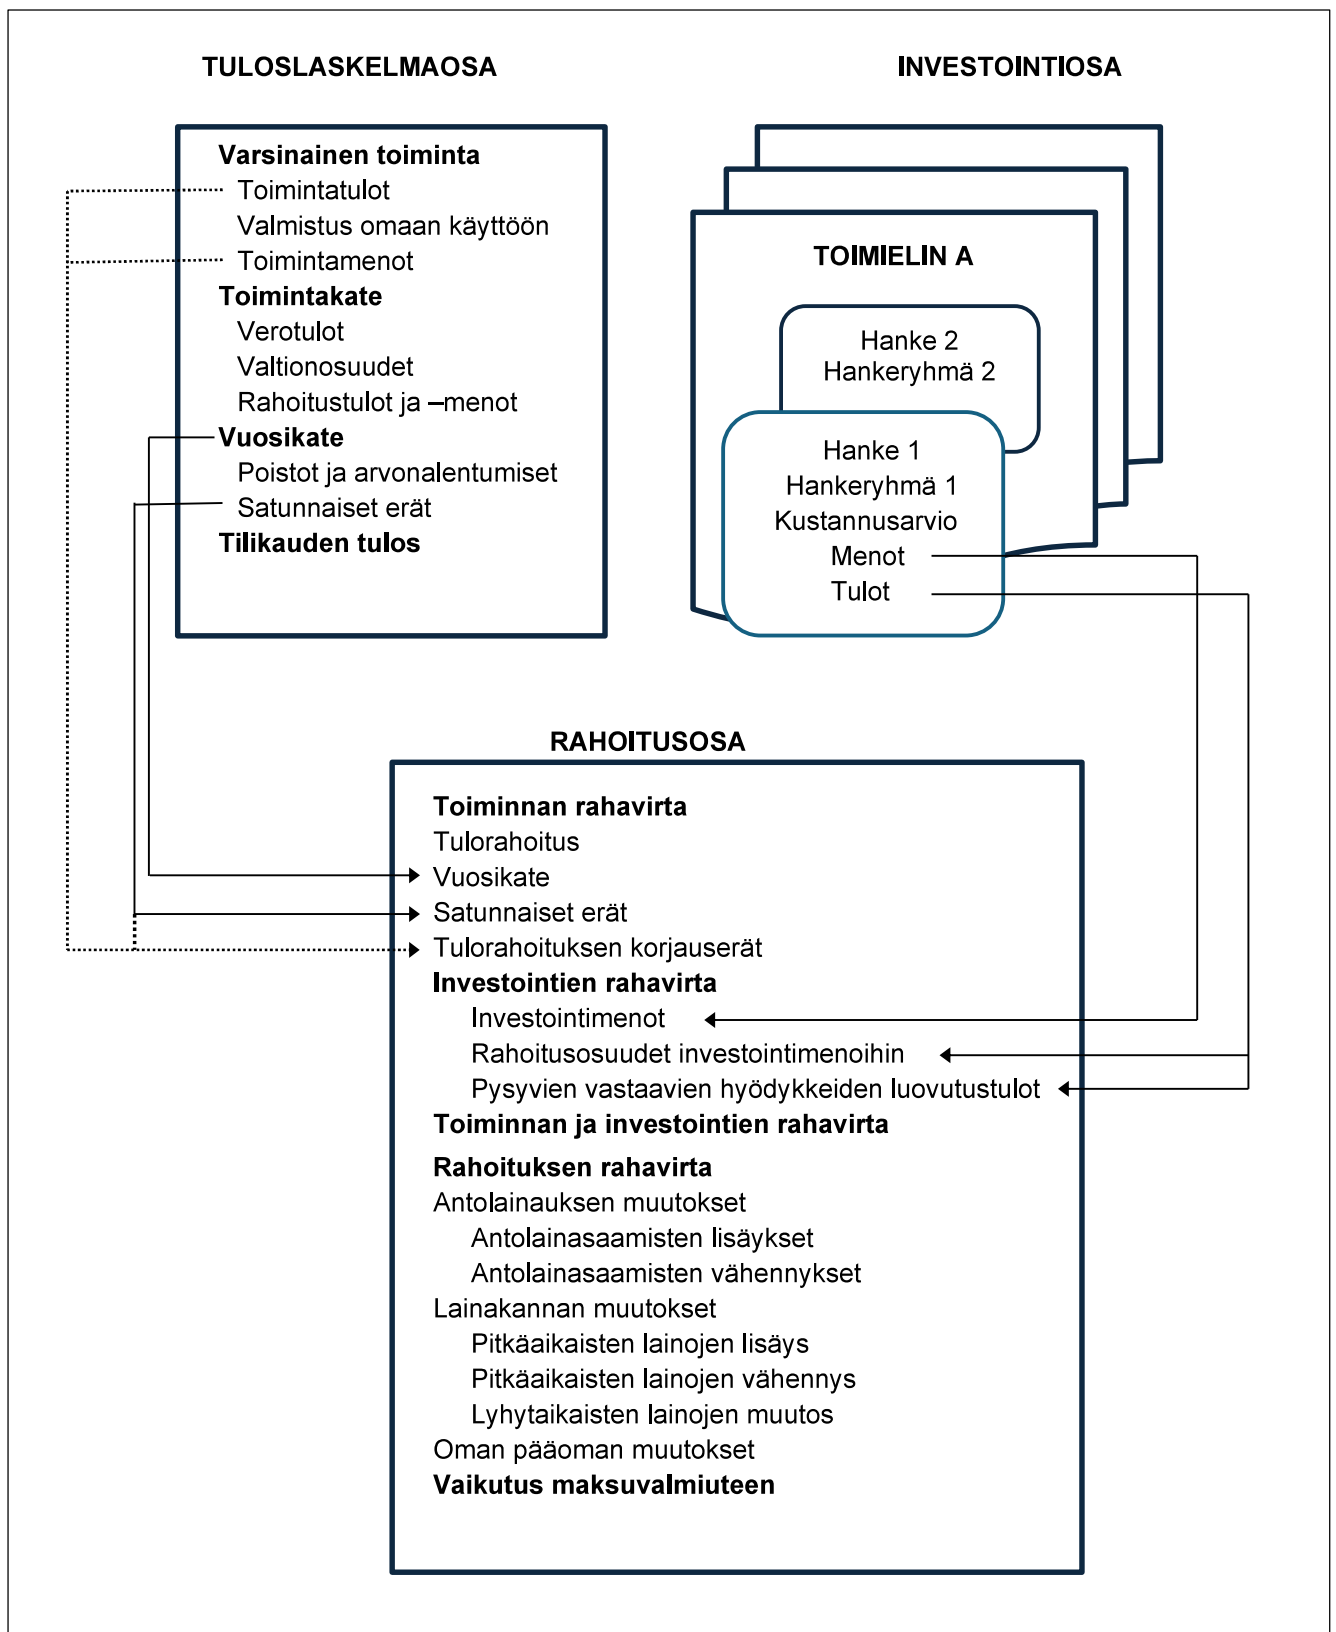 TULOSLASKELMAOSA
Varsinainen toiminta
Toimintatulot
Valmistus omaan käyttöön
Toimintamenot
Toimintakate
Verotulot
Valtionosuudet
Rahoitustulot ja –menot
Vuosikate
Poistot ja arvonalentumiset
Satunnaiset erät
Tilikauden tulos
INVESTOINTIOSA
TOIMIELIN A
Hanke 2
Hankeryhmä 2
Hanke 1
Hankeryhmä 1
Kustannusarvio
Menot
Tulot
RAHOITUSOSA
Toiminnan rahavirta
Tulorahoitus
Vuosikate
Satunnaiset erät
Tulorahoituksen korjauserät
Investointien rahavirta
Investointimenot
Rahoitusosuudet investointimenoihin
Pysyvien vastaavien hyödykkeiden luovutustulot
Toiminnan ja investointien rahavirta
Rahoituksen rahavirta
Antolainauksen muutokset
Antolainasaamisten lisäykset
Antolainasaamisten vähennykset
Lainakannan muutokset
Pitkäaikaisten lainojen lisäys
Pitkäaikaisten lainojen vähennys
Lyhytaikaisten lainojen muutos
Oman pääoman muutokset
Vaikutus maksuvalmiuteen